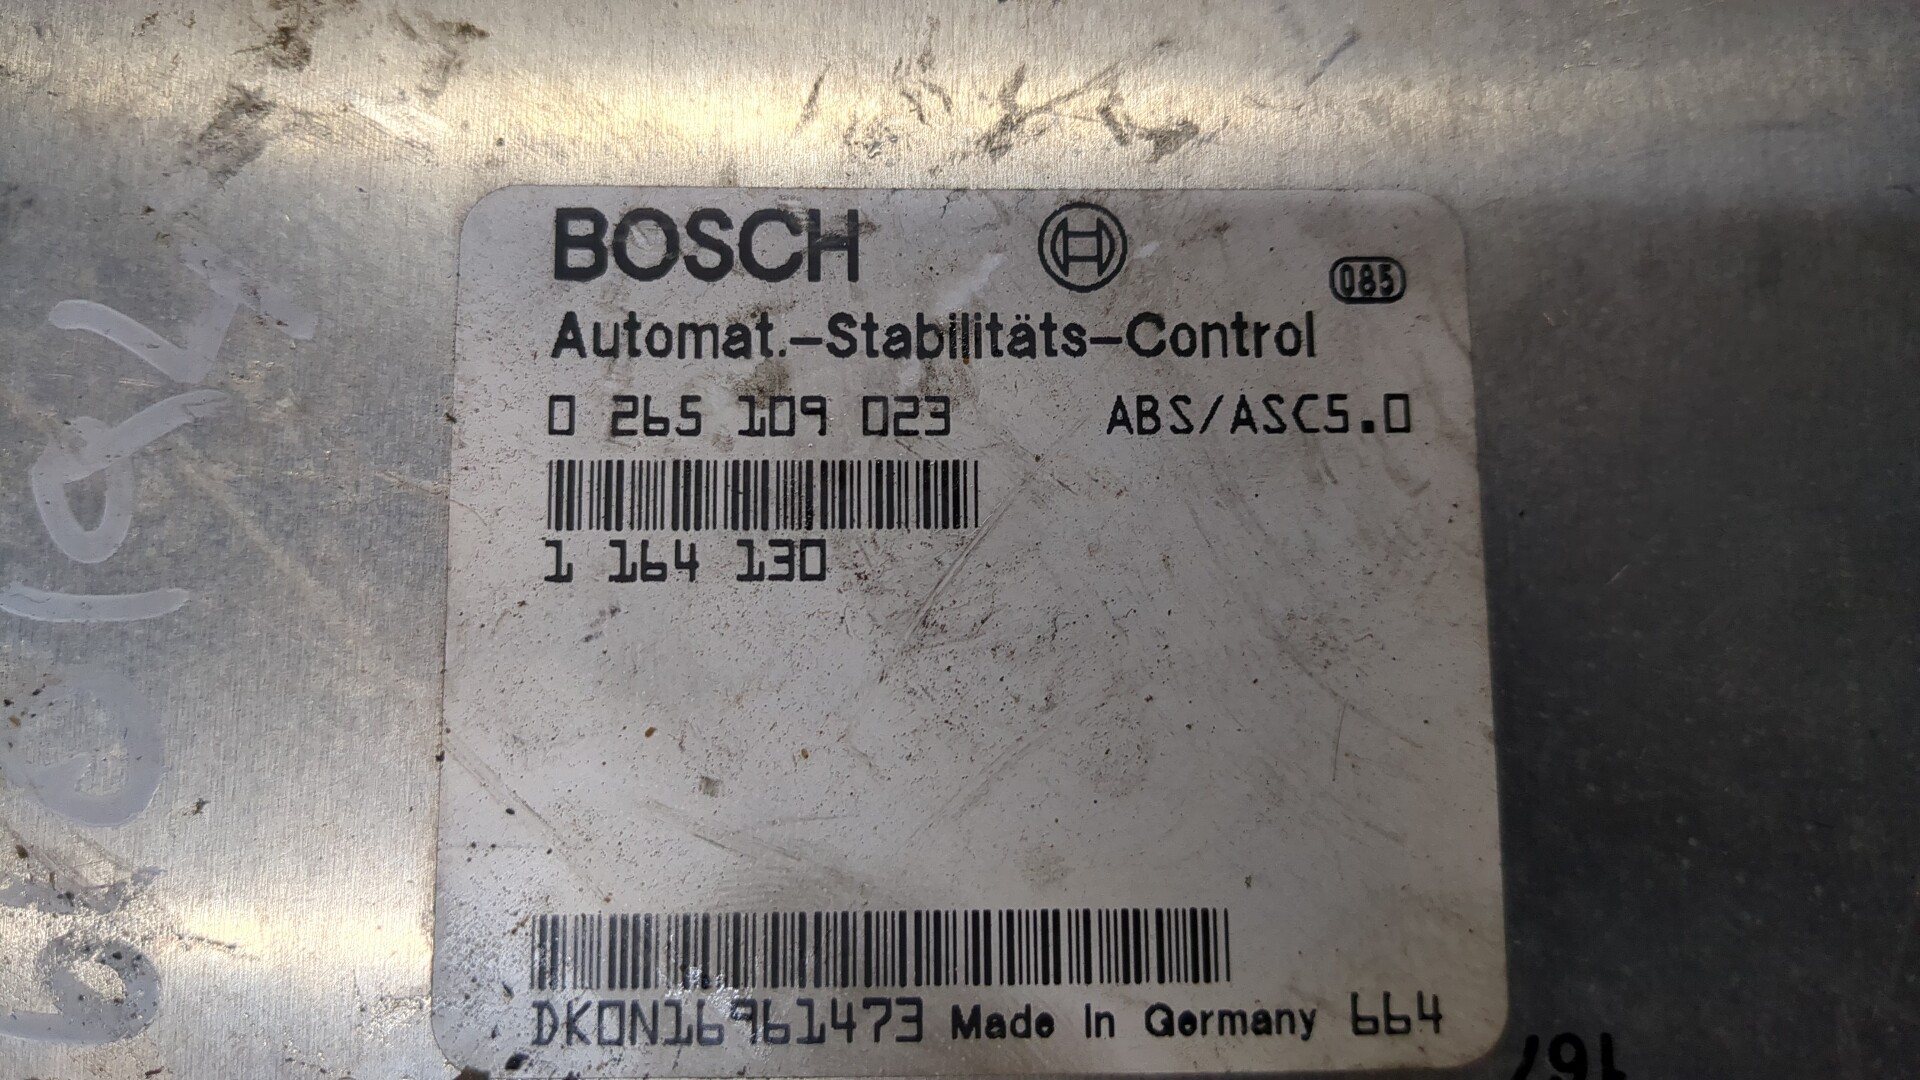 BOSCH
085
Automat.-Stabilitäts-Control
0 265 109 023 ABS/ASC5.0
1 164 130
DK0N16961473 Made In Germany 664